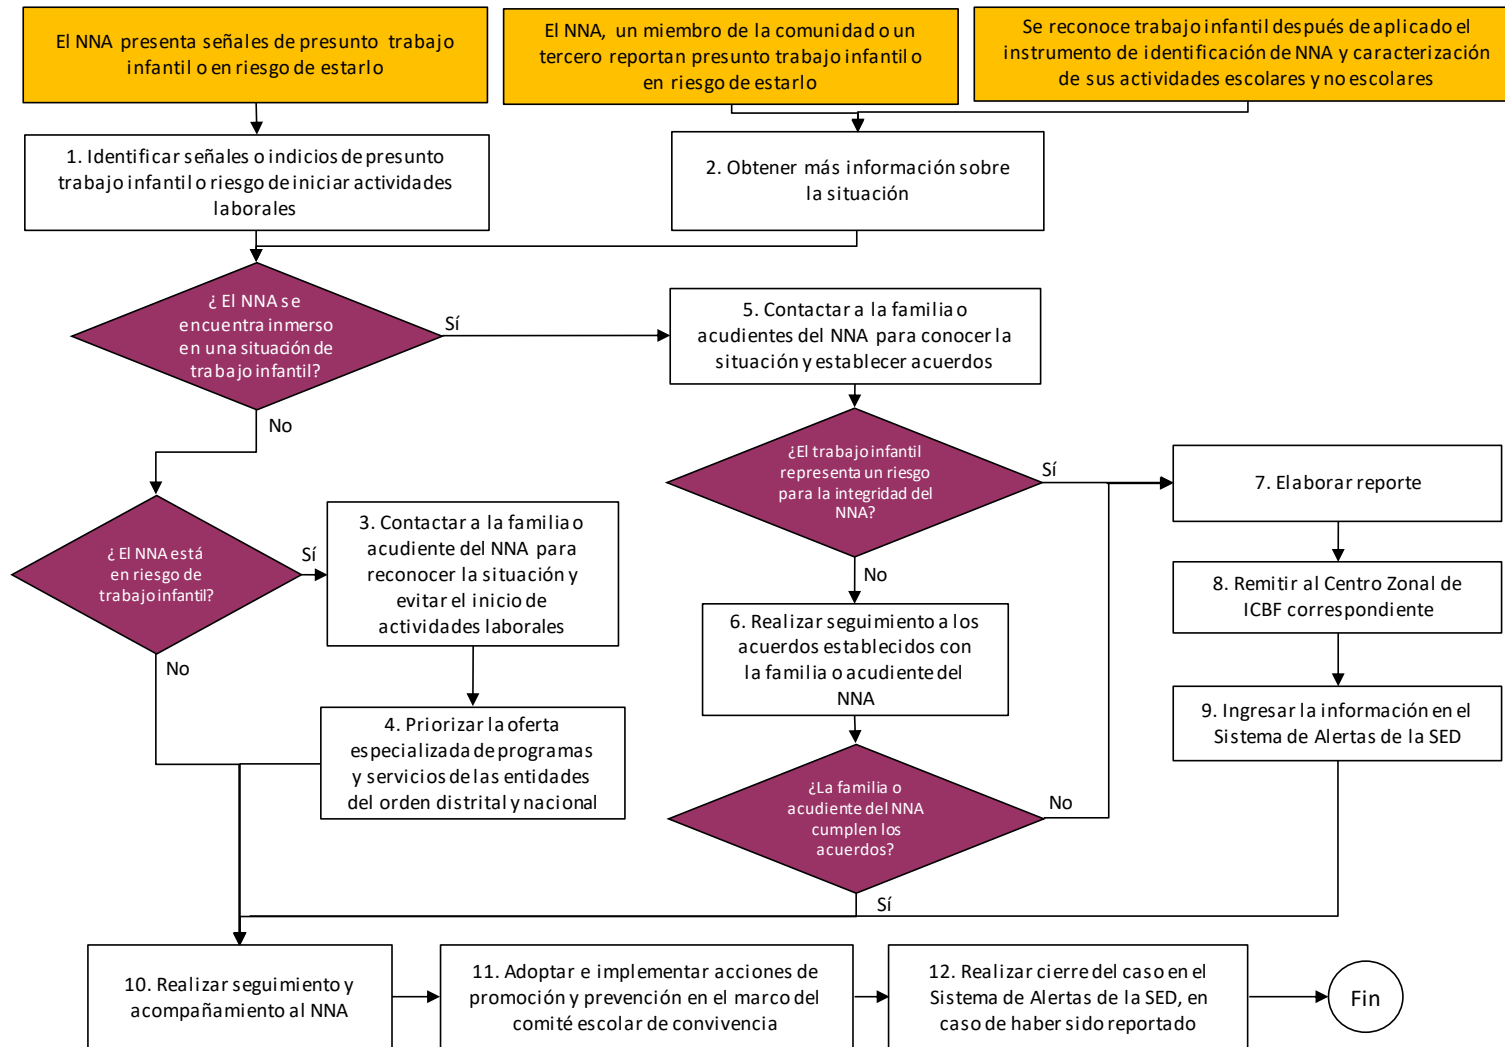 El NNA presenta señales de presunto trabajo
infantil o en riesgo de estarlo
El NNA, un miembro de la comunidad o un
tercero reportan presunto trabajo infantil o
en riesgo de estarlo
Se reconoce trabajo infantil después de aplicado el
instrumento de identificación de NNA y caracterización
de sus actividades escolares y no escolares
1. Identificar señales o indicios de presunto
trabajo infantil o riesgo de iniciar actividades
laborales
2. Obtener más información sobre
la situación
¿ El NNA se
encuentra inmerso
en una situación de
trabajo infantil?
Sí
No
5. Contactar a la familia o
acudientes del NNA para conocer la
situación y establecer acuerdos
¿El trabajo infantil
representa un riesgo
para la integridad del
NNA?
Sí
No
7. Elaborar reporte
¿ El NNA está
en riesgo de
trabajo infantil?
Sí
No
3. Contactar a la familia o
acudiente del NNA para
reconocer la situación y
evitar el inicio de
actividades laborales
6. Realizar seguimiento a los
acuerdos establecidos con
la familia o acudiente del
NNA
8. Remitir al Centro Zonal de
ICBF correspondiente
4. Priorizar la oferta
especializada de programas
y servicios de las entidades
del orden distrital y nacional
9. Ingresar la información en el
Sistema de Alertas de la SED
¿La familia o
acudiente del NNA
cumplen los
acuerdos?
No
Sí
10. Realizar seguimiento y
acompañamiento al NNA
11. Adoptar e implementar acciones de
promoción y prevención en el marco del
comité escolar de convivencia
12. Realizar cierre del caso en el
Sistema de Alertas de la SED, en
caso de haber sido reportado
Fin